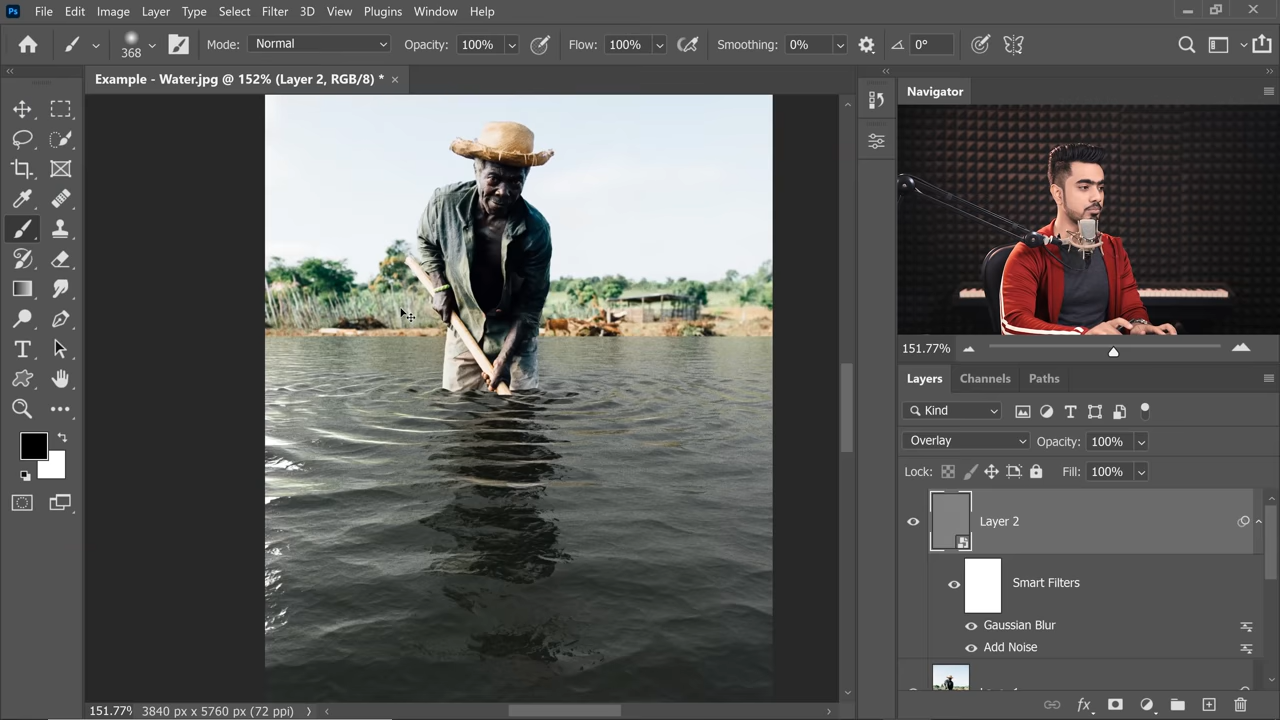 Ps File Edit Image Layer Type Select Filter 3D View Plugins Window Help
368 Mode: Normal Opacity: 100% Flow: 100% Smoothing: 0% 0°
Example - Water.jpg @ 152% (Layer 2, RGB/8) *
Navigator
151.77%
Layers Channels Paths
Kind
Overlay Opacity: 100%
Lock: Fill: 100%
Layer 2
Smart Filters
Gaussian Blur
Add Noise
151.77% 3840 px x 5760 px (72 ppi)